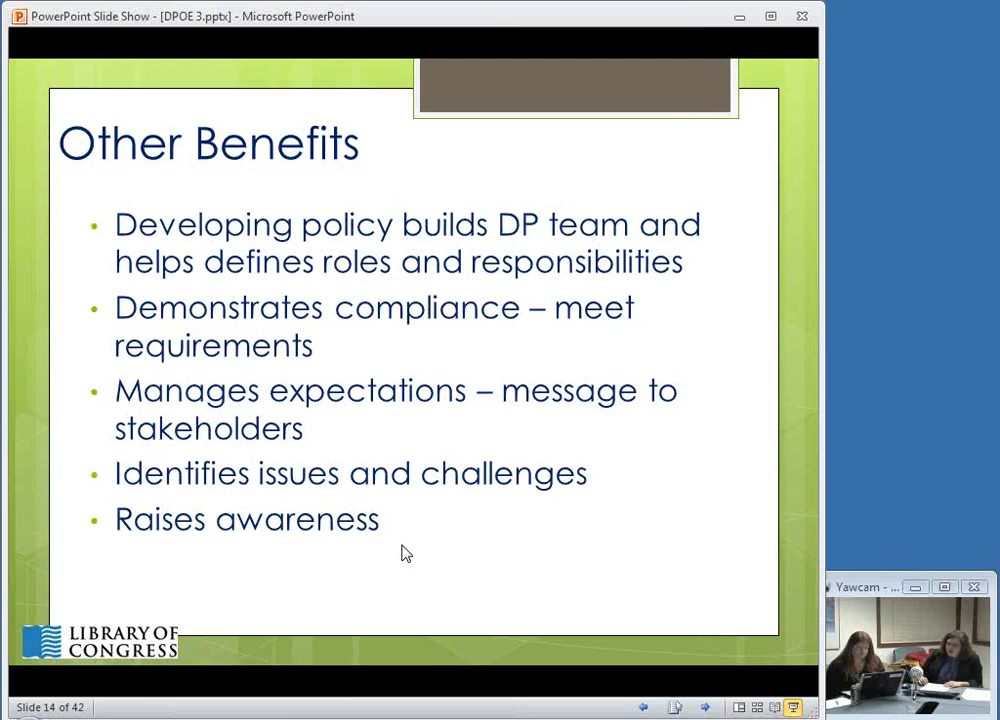 PowerPoint Slide Show - [DPOE 3.pptx] - Microsoft PowerPoint
Other Benefits
• Developing policy builds DP team and
helps defines roles and responsibilities
• Demonstrates compliance – meet
requirements
• Manages expectations – message to
stakeholders
• Identifies issues and challenges
• Raises awareness
Yawcam - ...
LIBRARY OF
CONGRESS
Slide 14 of 42